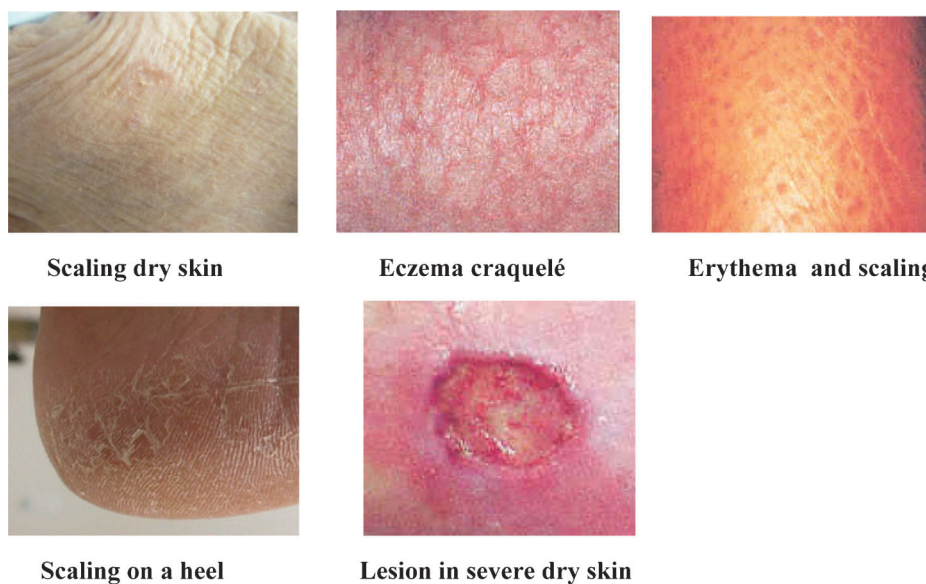 Scaling dry skin
Eczema craquelé
Erythema and scaling
Scaling on a heel
Lesion in severe dry skin